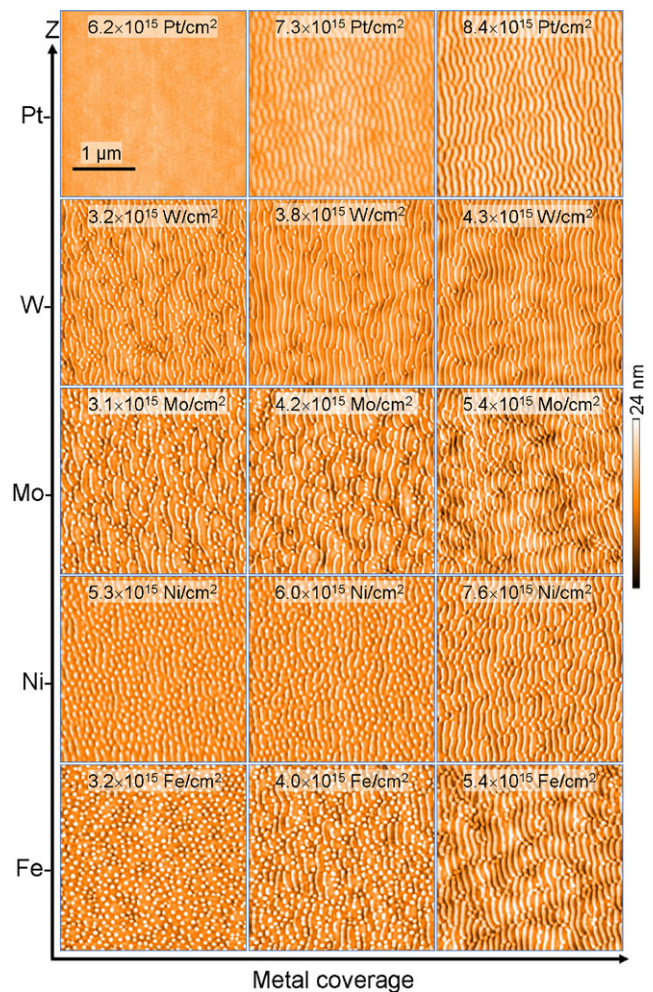 Z
6.2×10¹⁵ Pt/cm² 7.3×10¹⁵ Pt/cm² 8.4×10¹⁵ Pt/cm²
Pt
1 µm
3.2×10¹⁵ W/cm² 3.8×10¹⁵ W/cm² 4.3×10¹⁵ W/cm²
W
3.1×10¹⁵ Mo/cm² 4.2×10¹⁵ Mo/cm² 5.4×10¹⁵ Mo/cm²
24 nm
Mo
5.3×10¹⁵ Ni/cm² 6.0×10¹⁵ Ni/cm² 7.6×10¹⁵ Ni/cm²
Ni
3.2×10¹⁵ Fe/cm² 4.0×10¹⁵ Fe/cm² 5.4×10¹⁵ Fe/cm²
Fe
Metal coverage